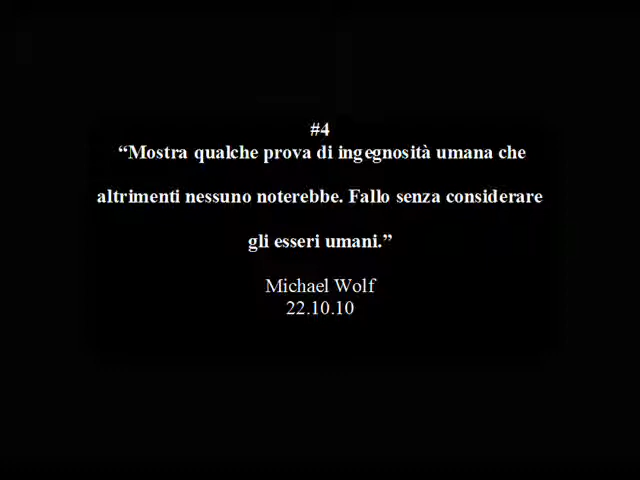 #4
“Mostra qualche prova di ingegnosità umana che
altrimenti nessuno noterebbe. Fallo senza considerare
gli esseri umani.”
Michael Wolf
22.10.10